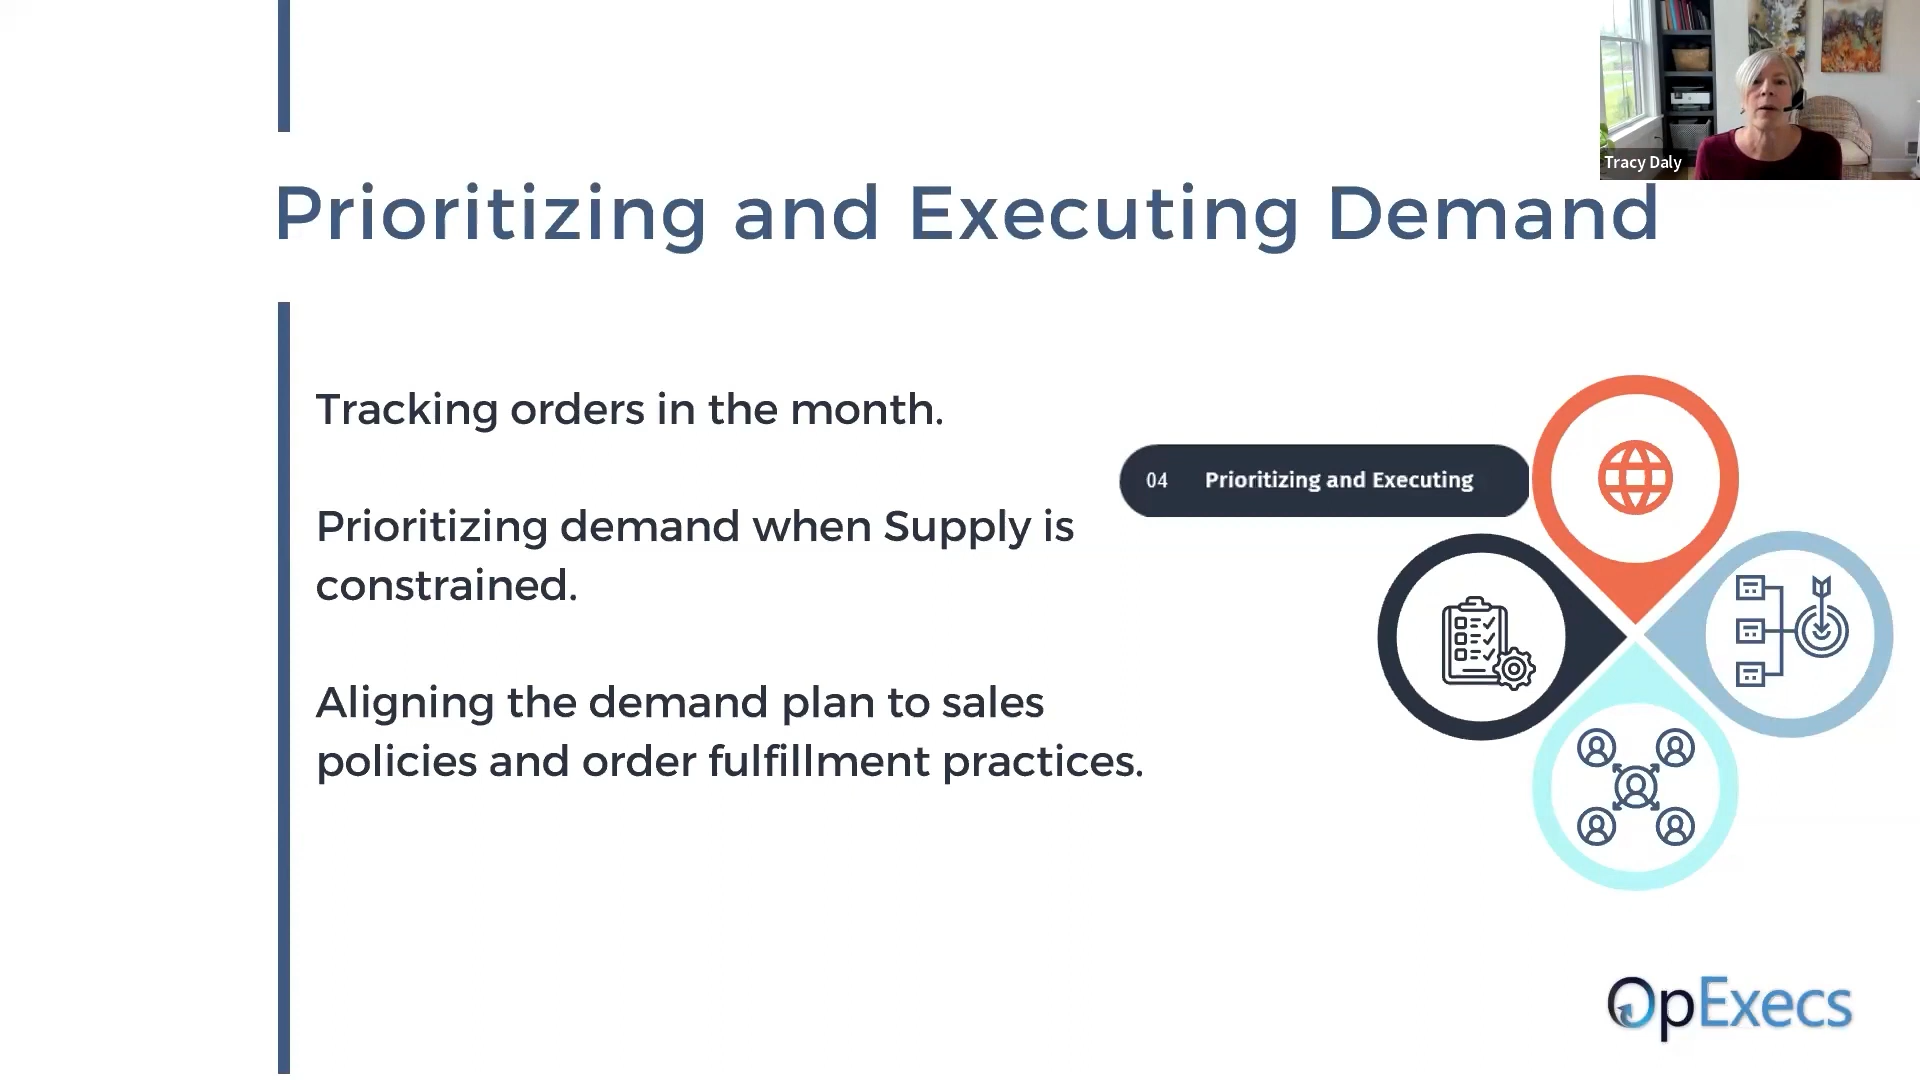 Tracy Daly
Prioritizing and Executing Demand
Tracking orders in the month.
Prioritizing demand when Supply is
constrained.
Aligning the demand plan to sales
policies and order fulfillment practices.
04 Prioritizing and Executing
OpExecs